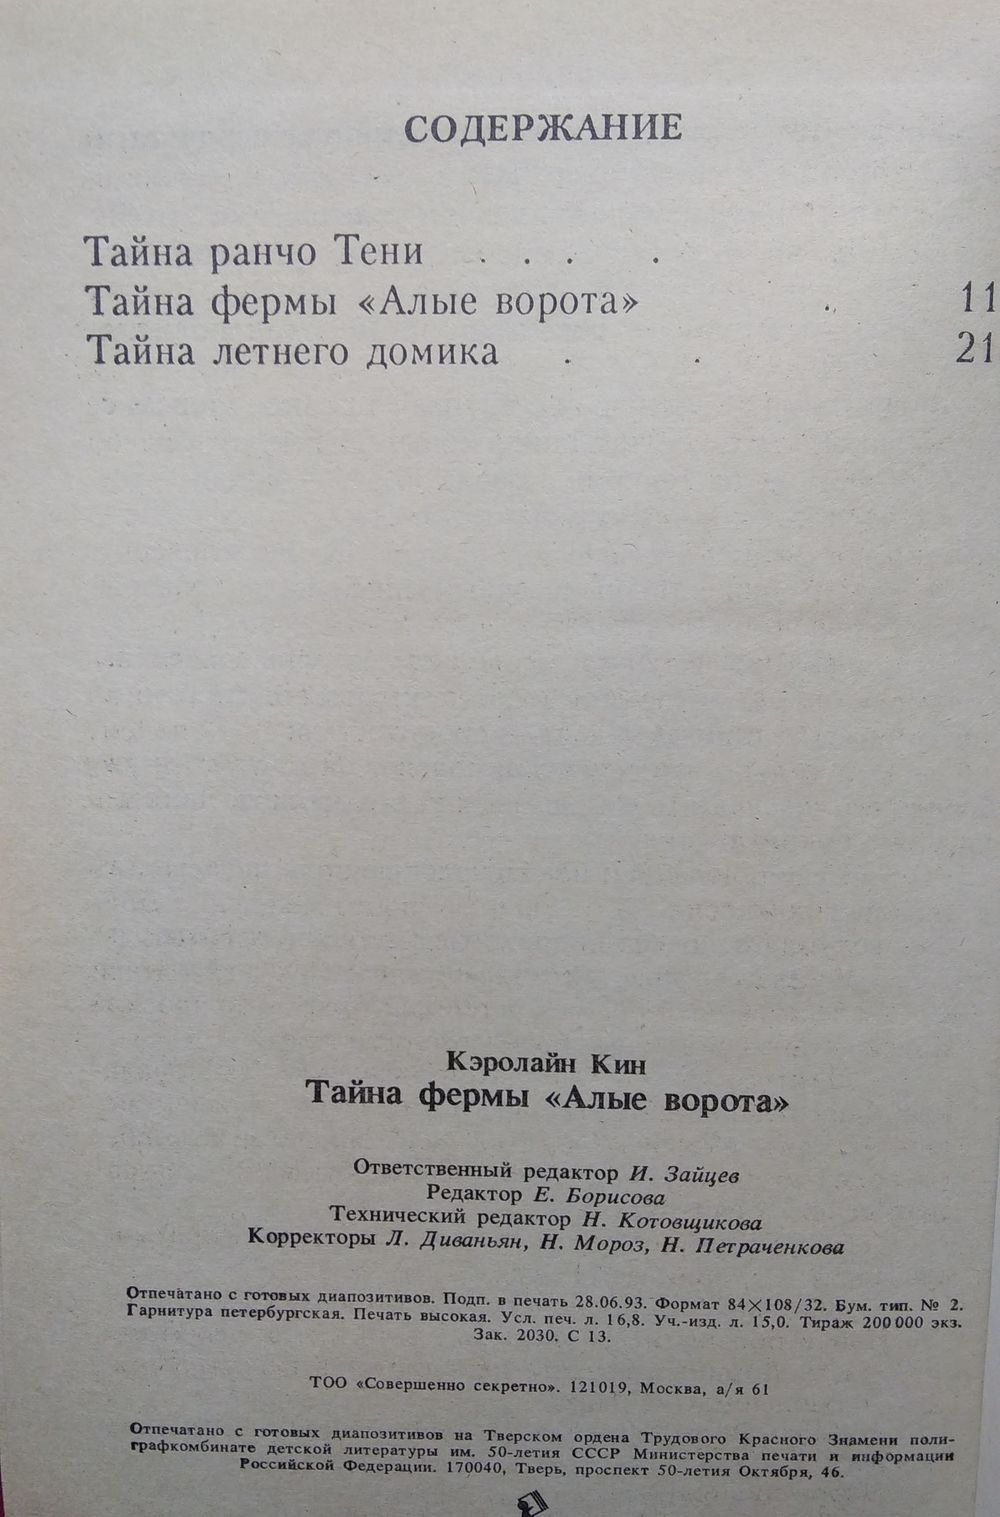 СОДЕРЖАНИЕ
Тайна ранчо Тени . . . .
Тайна фермы «Алые ворота» . 11
Тайна летнего домика . . 21
Кэролайн Кин
Тайна фермы «Алые ворота»
Ответственный редактор И. Зайцев
Редактор Е. Борисова
Технический редактор Н. Котовщикова
Корректоры Л. Диваньян, Н. Мороз, Н. Петраченкова
Отпечатано с готовых диапозитивов. Подп. в печать 28.06.93. Формат 84×108/32. Бум. тип. № 2.
Гарнитура петербургская. Печать высокая. Усл. печ. л. 16,8. Уч.-изд. л. 15,0. Тираж 200 000 экз.
Зак. 2030. С 13.
ТОО «Совершенно секретно». 121019, Москва, а/я 61
Отпечатано с готовых диапозитивов на Тверском ордена Трудового Красного Знамени поли-
графкомбинате детской литературы им. 50-летия СССР Министерства печати и информации
Российской Федерации. 170040, Тверь, проспект 50-летия Октября, 46.